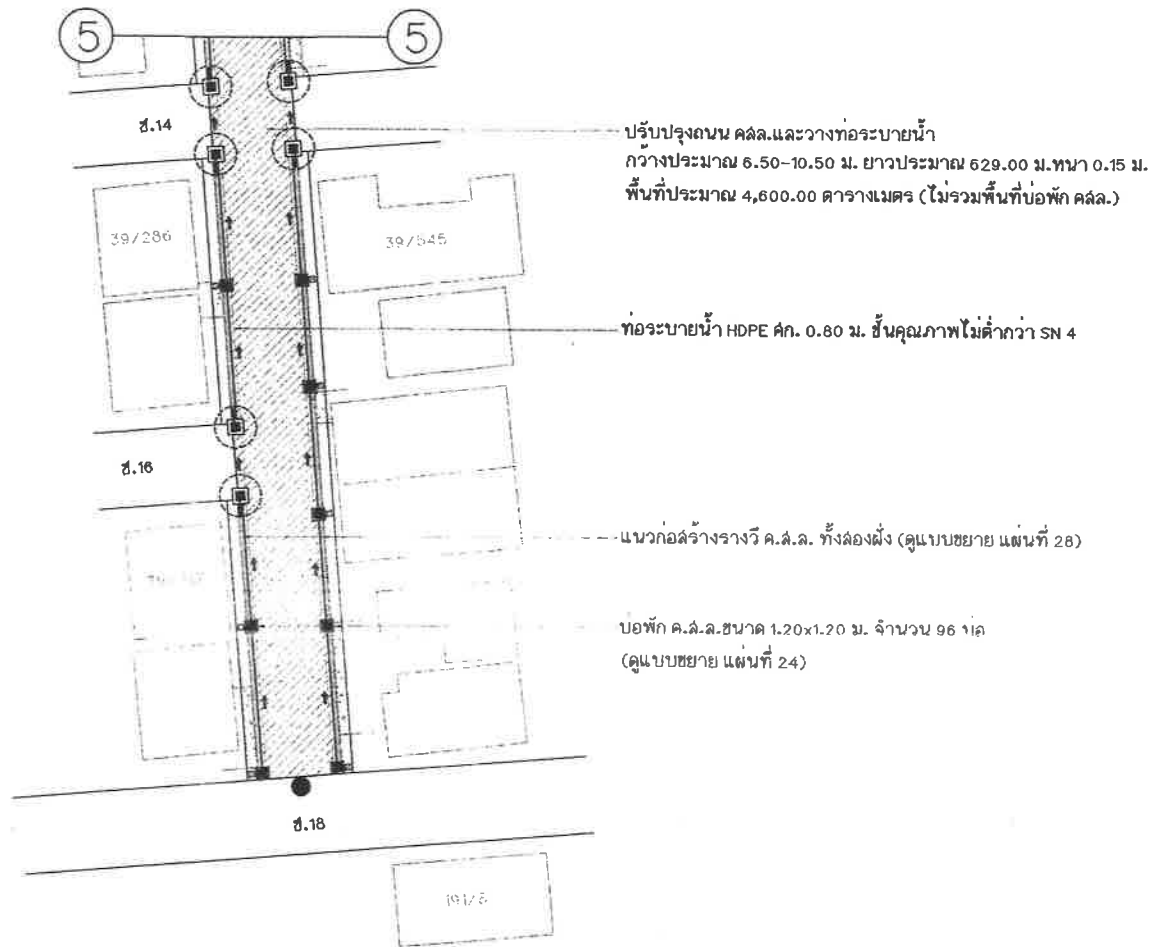 5 5
ซ.14
ปรับปรุงถนน คสล.และวางท่อระบายน้ำ
กว้างประมาณ 6.50-10.50 ม. ยาวประมาณ 629.00 ม.หนา 0.15 ม.
พื้นที่ประมาณ 4,600.00 ตารางเมตร (ไม่รวมพื้นที่บ่อพัก คสล.)
39/286
39/545
ท่อระบายน้ำ HDPE ศก. 0.80 ม. ชั้นคุณภาพไม่ต่ำกว่า SN 4
ซ.16
แนวก่อสร้างรางวี ค.ส.ล. ทั้งสองฝั่ง (ดูแบบขยาย แผ่นที่ 28)
บ่อพัก ค.ส.ล.ขนาด 1.20x1.20 ม. จำนวน 96 บ่อ
(ดูแบบขยาย แผ่นที่ 24)
ซ.18